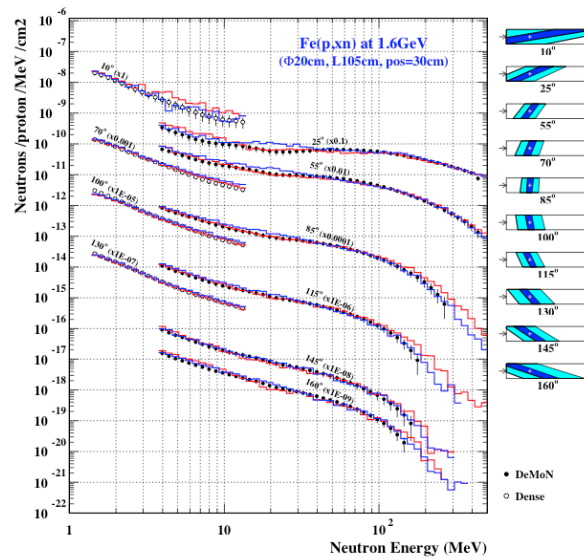 Neutrons /proton /MeV /cm2
10⁻⁶
10⁻⁷
10⁻⁸
10⁻⁹
10⁻¹⁰
10⁻¹¹
10⁻¹²
10⁻¹³
10⁻¹⁴
10⁻¹⁵
10⁻¹⁶
10⁻¹⁷
10⁻¹⁸
10⁻¹⁹
10⁻²⁰
10⁻²¹
10⁻²²
Fe(p,xn) at 1.6GeV
(Φ20cm, L105cm, pos=30cm)
10° (x1)
25° (x0.1)
70° (x0.001)
55° (x0.01)
100° (x1E-05)
85° (x0.0001)
130° (x1E-07)
115° (x1E-06)
145° (x1E-08)
160° (x1E-09)
1
10
10²
Neutron Energy (MeV)
10°
25°
55°
70°
85°
100°
115°
130°
145°
160°
DeMoN
Dense